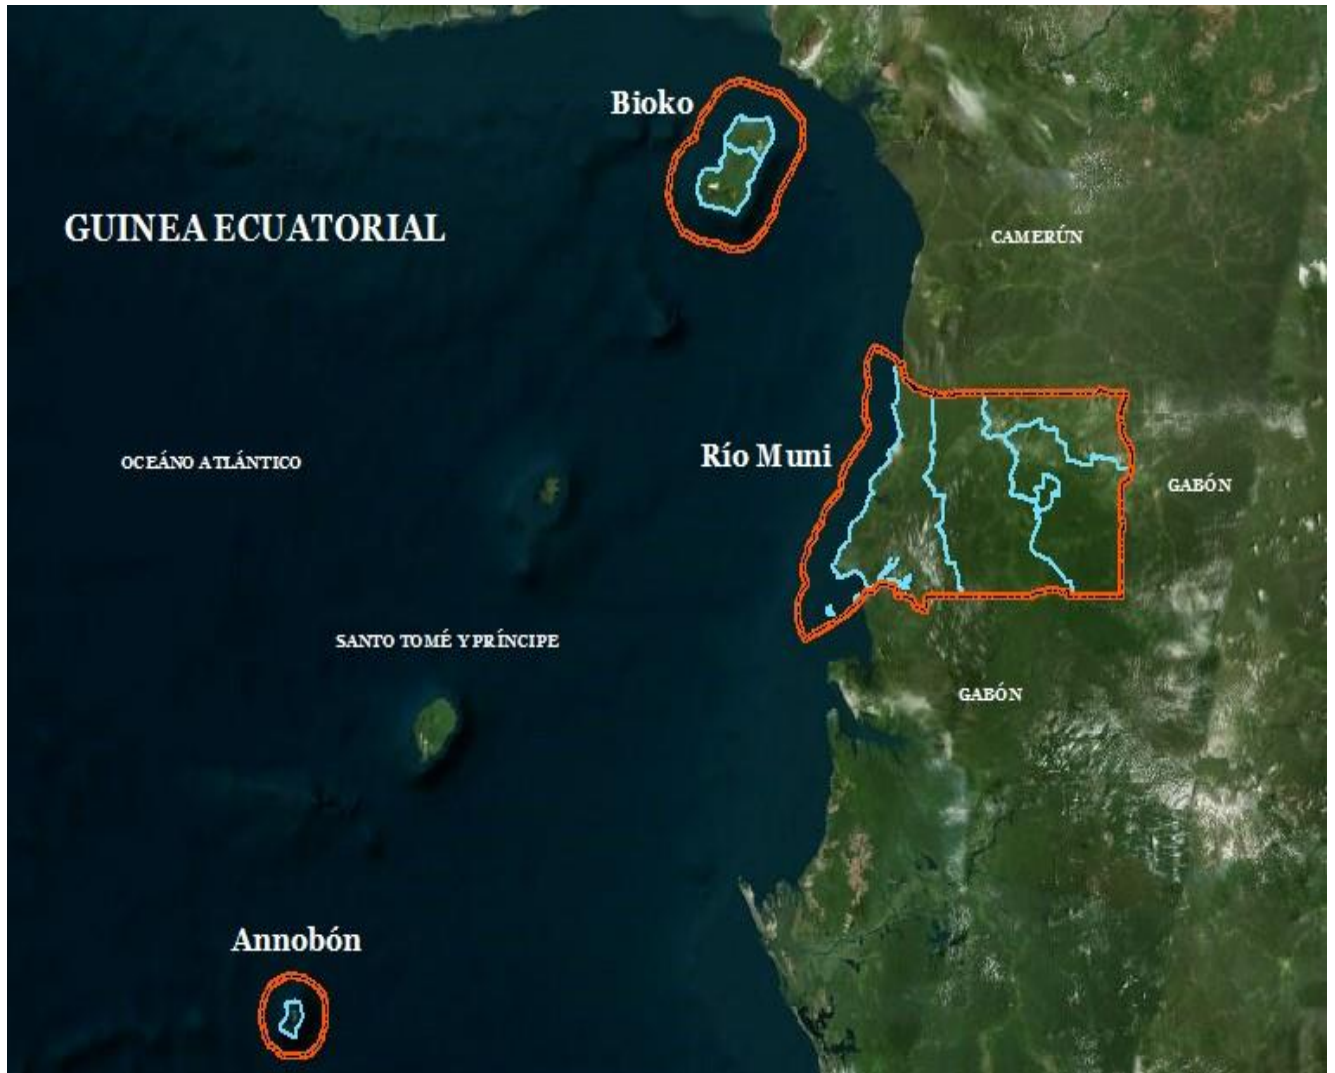 Bioko
GUINEA ECUATORIAL
CAMERÚN
Río Muni
OCEÁNO ATLÁNTICO
GABÓN
SANTO TOMÉ Y PRÍNCIPE
GABÓN
Annobón